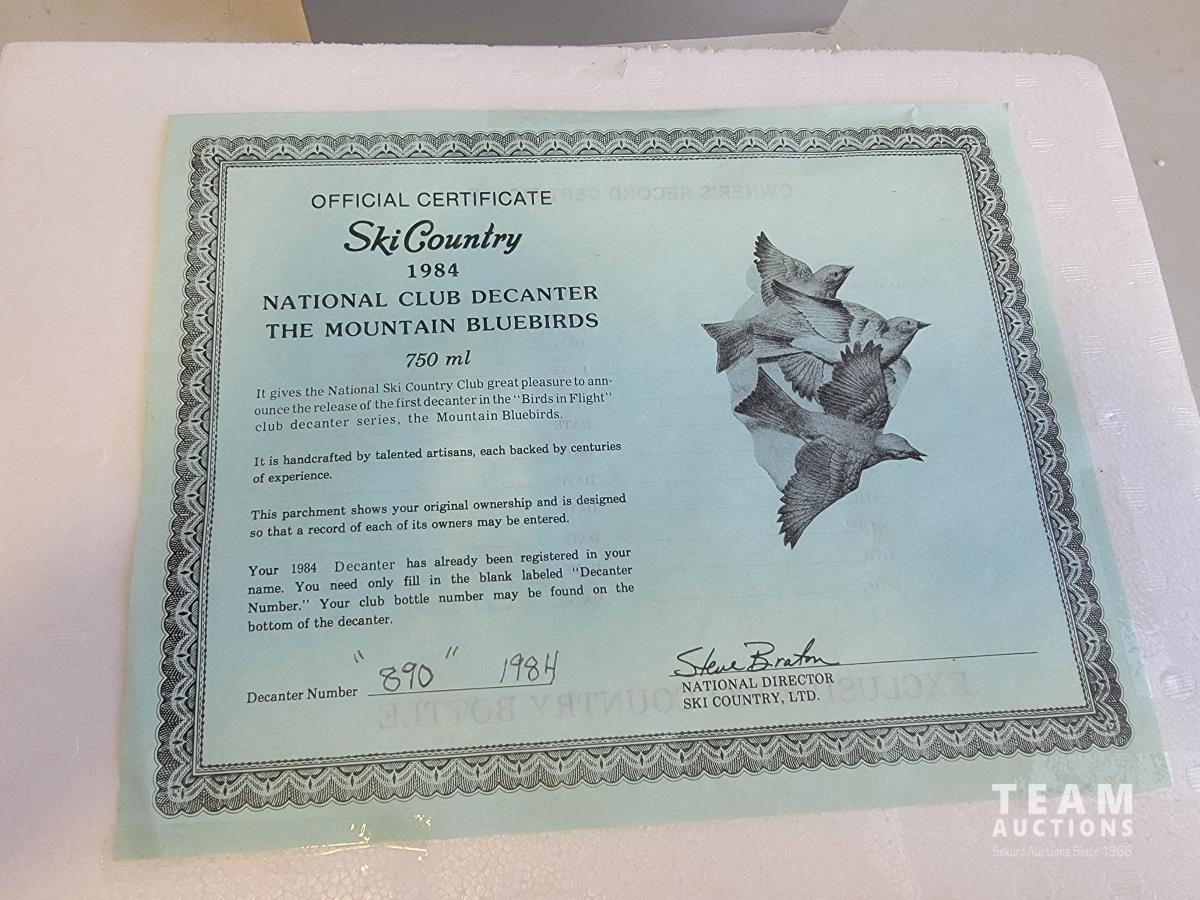 OFFICIAL CERTIFICATE
Ski Country
1984
NATIONAL CLUB DECANTER
THE MOUNTAIN BLUEBIRDS
750 ml
It gives the National Ski Country Club great pleasure to ann-
ounce the release of the first decanter in the "Birds in Flight"
club decanter series, the Mountain Bluebirds.
It is handcrafted by talented artisans, each backed by centuries
of experience.
This parchment shows your original ownership and is designed
so that a record of each of its owners may be entered.
Your 1984 Decanter has already been registered in your
name. You need only fill in the blank labeled "Decanter
Number." Your club bottle number may be found on the
bottom of the decanter.
Decanter Number "890" 1984
Steve Braton
NATIONAL DIRECTOR
SKI COUNTRY, LTD.
TEAM
AUCTIONS
Sekura Auctions Since 1966